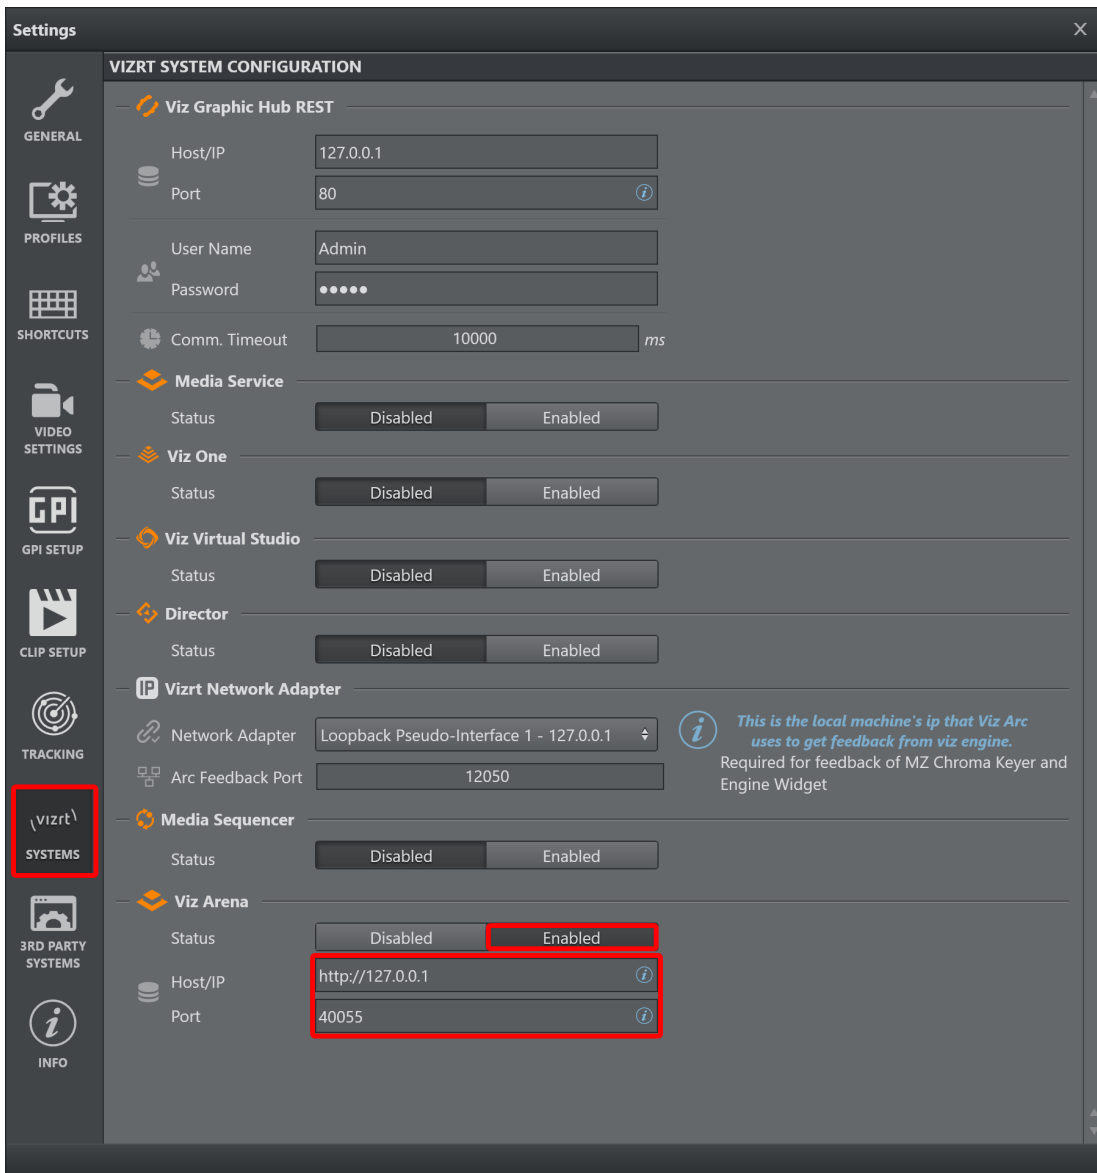 Settings
X
VIZRT SYSTEM CONFIGURATION
GENERAL
PROFILES
SHORTCUTS
VIDEO
SETTINGS
GPI
GPI SETUP
CLIP SETUP
TRACKING
vizrt
SYSTEMS
3RD PARTY
SYSTEMS
i
INFO
Viz Graphic Hub REST
Host/IP 127.0.0.1
Port 80 i
User Name Admin
Password ●●●●●
Comm. Timeout 10000 ms
Media Service
Status Disabled Enabled
Viz One
Status Disabled Enabled
Viz Virtual Studio
Status Disabled Enabled
Director
Status Disabled Enabled
IP Vizrt Network Adapter
Network Adapter Loopback Pseudo-Interface 1 - 127.0.0.1
Arc Feedback Port 12050
i
This is the local machine's ip that Viz Arc
uses to get feedback from viz engine.
Required for feedback of MZ Chroma Keyer and
Engine Widget
Media Sequencer
Status Disabled Enabled
Viz Arena
Status Disabled Enabled
Host/IP http://127.0.0.1 i
Port 40055 i